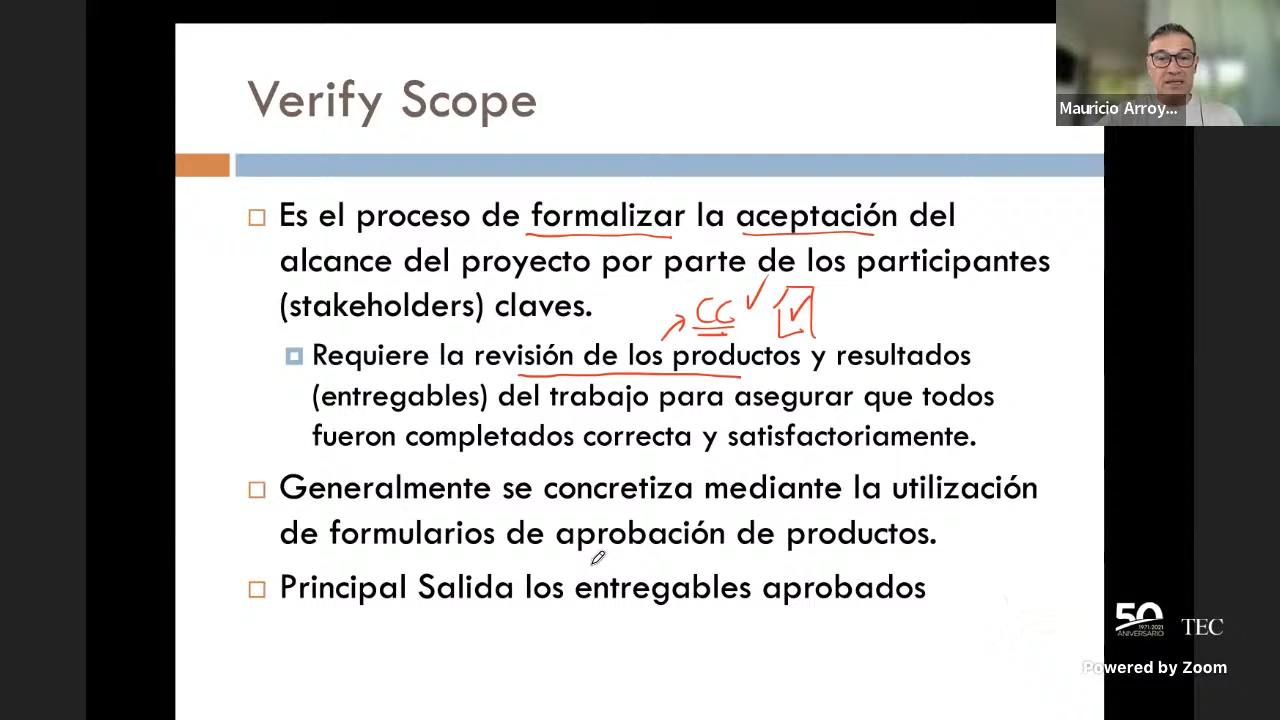 Verify Scope
Mauricio Arroy...
Es el proceso de formalizar la aceptación del
alcance del proyecto por parte de los participantes
(stakeholders) claves.
CC
Requiere la revisión de los productos y resultados
(entregables) del trabajo para asegurar que todos
fueron completados correcta y satisfactoriamente.
Generalmente se concretiza mediante la utilización
de formularios de aprobación de productos.
Principal Salida los entregables aprobados
50
1971-2021
ANIVERSARIO
TEC
Powered by Zoom